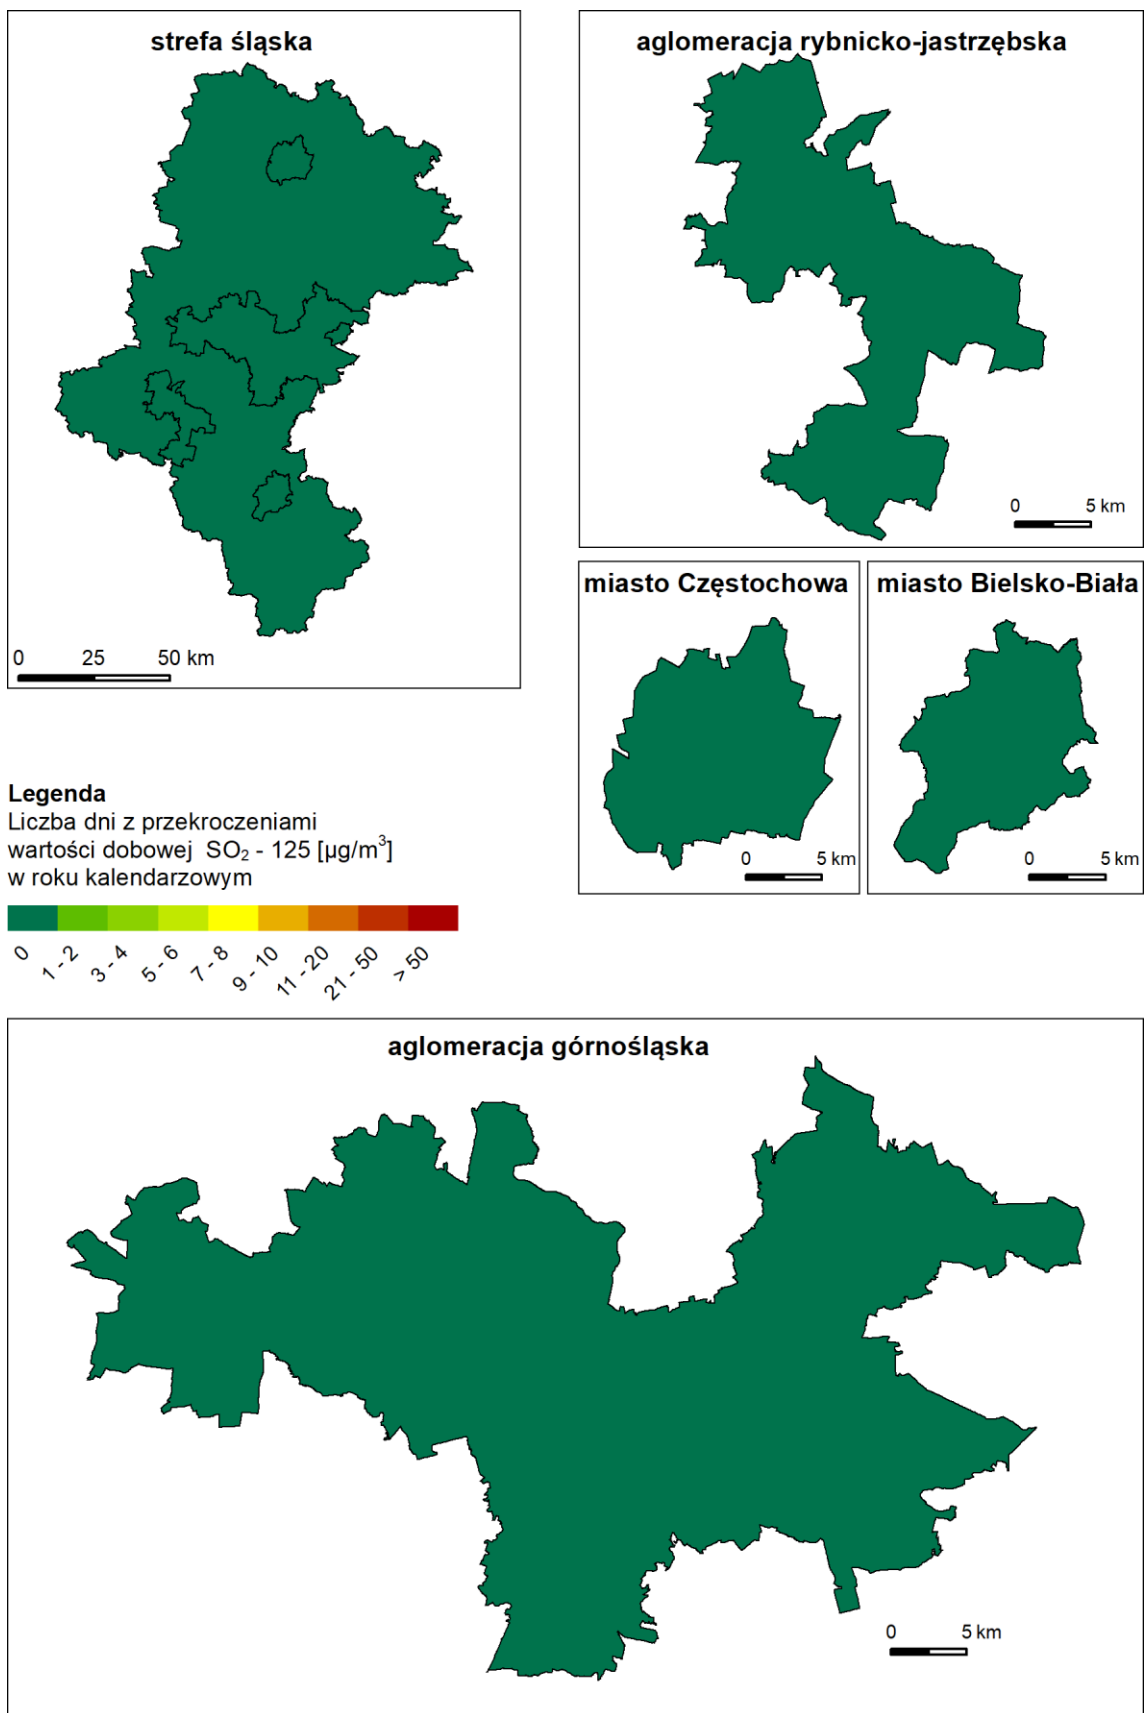 strefa śląska
0 25 50 km
aglomeracja rybnicko-jastrzębska
0 5 km
miasto Częstochowa
0 5 km
miasto Bielsko-Biała
0 5 km
Legenda
Liczba dni z przekroczeniami
wartości dobowej SO₂ - 125 [µg/m³]
w roku kalendarzowym
0 1 - 2 3 - 4 5 - 6 7 - 8 9 - 10 11 - 20 21 - 50 > 50
aglomeracja górnośląska
0 5 km